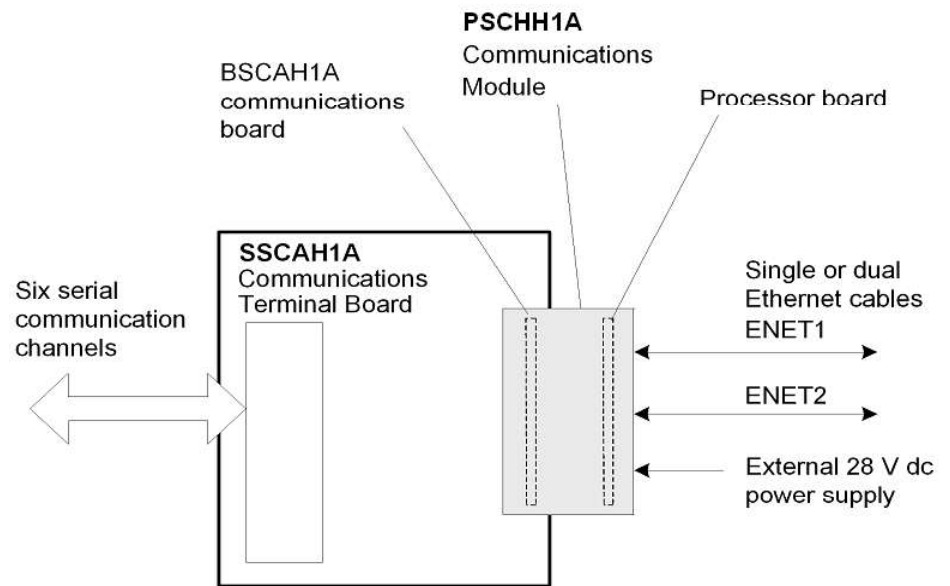 PSCHH1A
Communications
Module
BSCAH1A
communications
board
Processor board
SSCAH1A
Communications
Terminal Board
Six serial
communication
channels
Single or dual
Ethernet cables
ENET1
ENET2
External 28 V dc
power supply